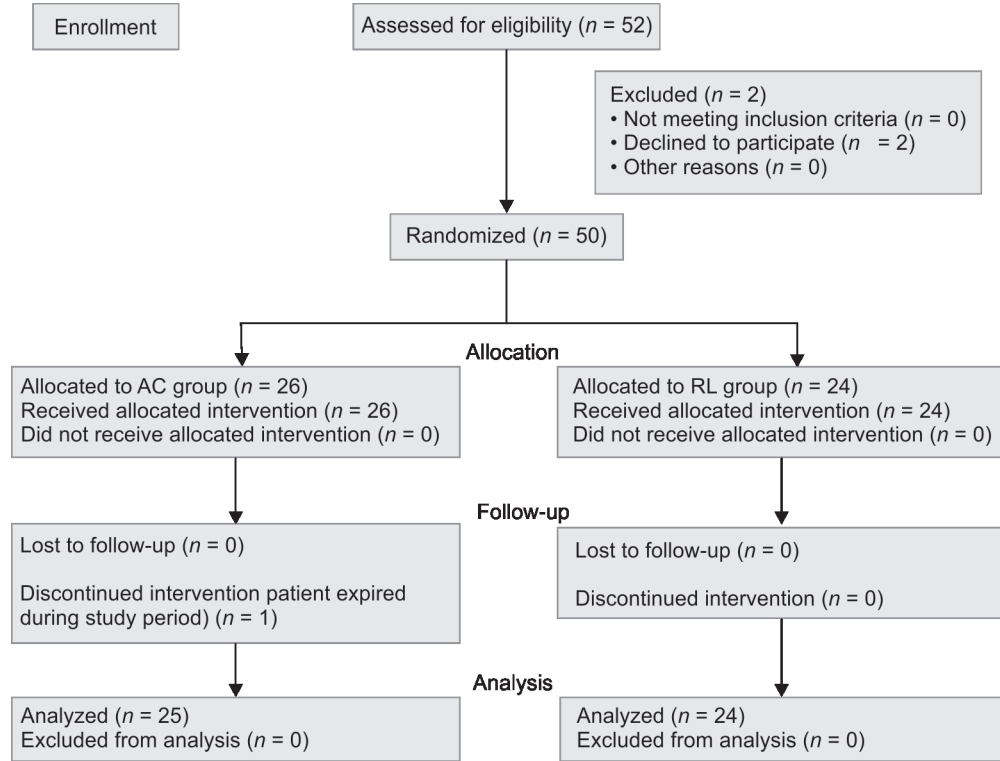 Enrollment
Assessed for eligibility (n = 52)
Excluded (n = 2)
• Not meeting inclusion criteria (n = 0)
• Declined to participate (n = 2)
• Other reasons (n = 0)
Randomized (n = 50)
Allocation
Allocated to AC group (n = 26)
Received allocated intervention (n = 26)
Did not receive allocated intervention (n = 0)
Allocated to RL group (n = 24)
Received allocated intervention (n = 24)
Did not receive allocated intervention (n = 0)
Follow-up
Lost to follow-up (n = 0)
Discontinued intervention patient expired
during study period) (n = 1)
Lost to follow-up (n = 0)
Discontinued intervention (n = 0)
Analysis
Analyzed (n = 25)
Excluded from analysis (n = 0)
Analyzed (n = 24)
Excluded from analysis (n = 0)